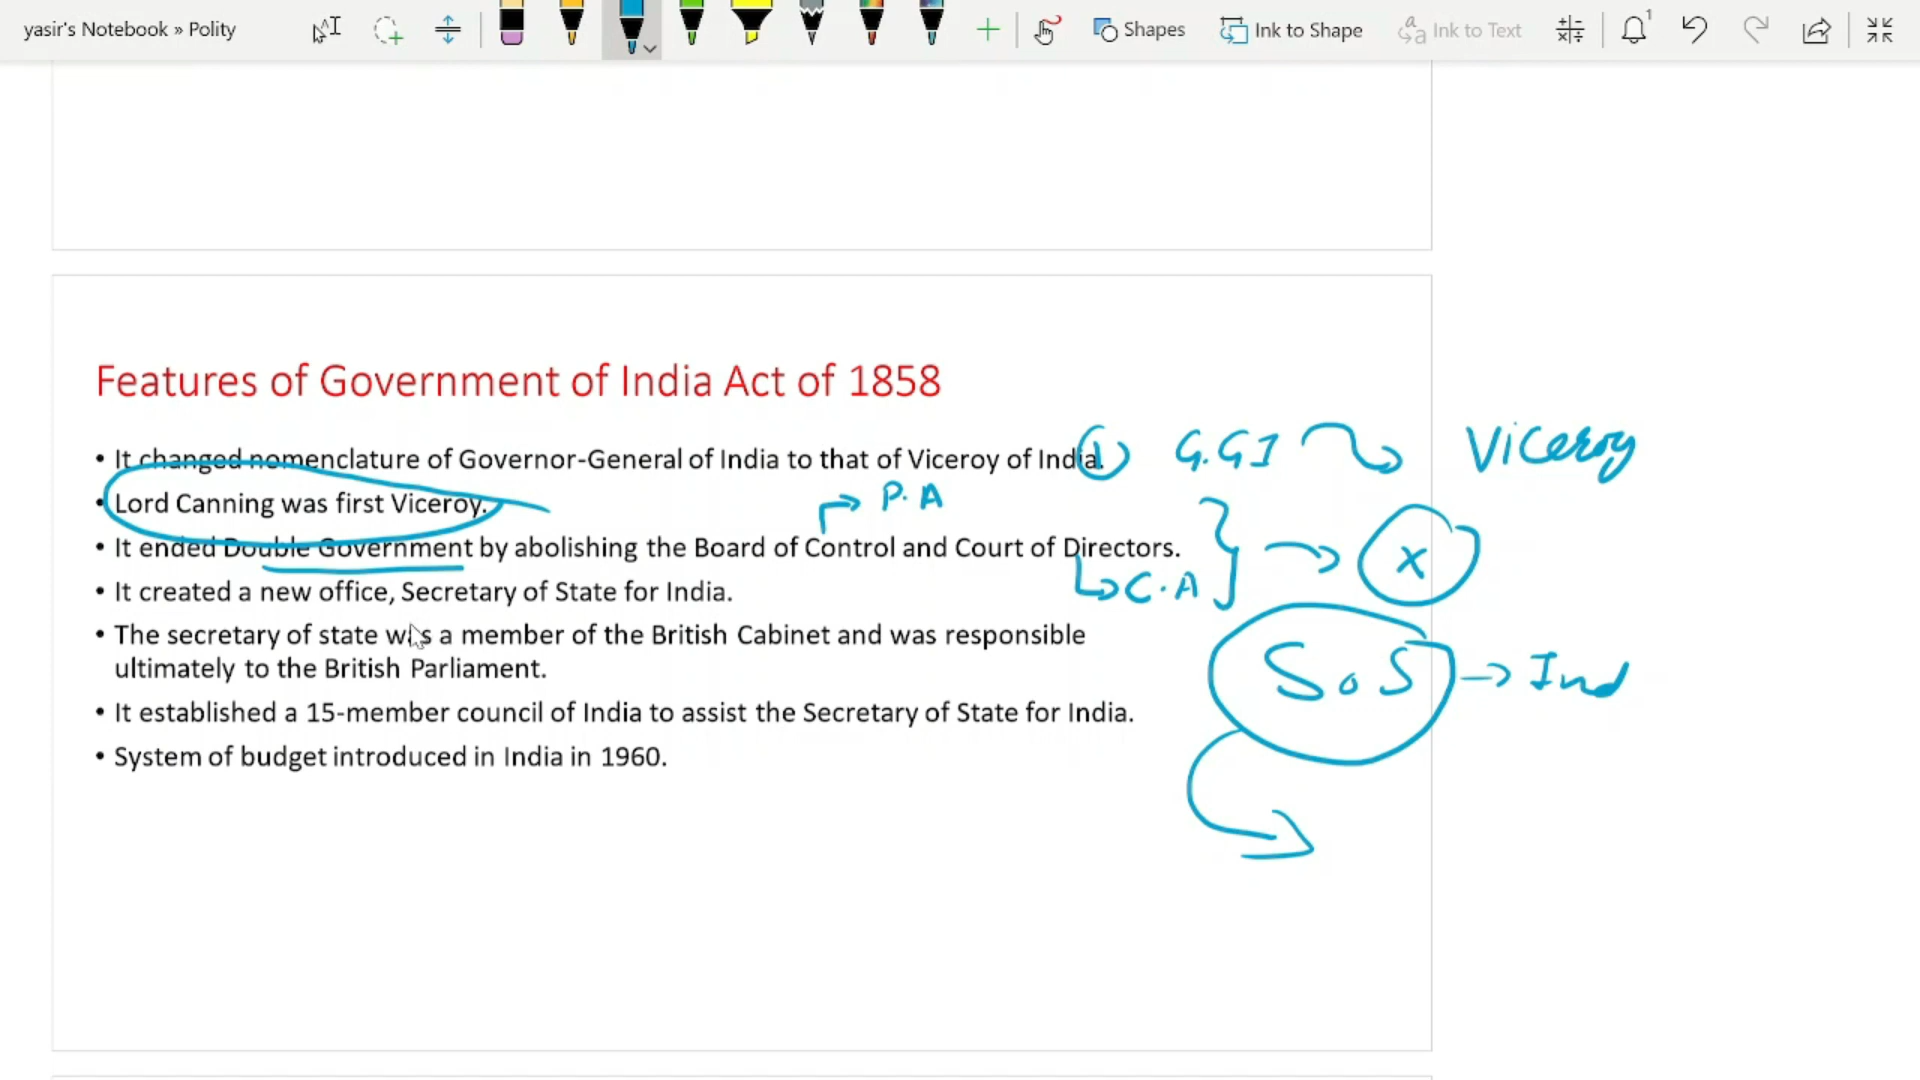 yasir's Notebook » Polity
Shapes
Ink to Shape
Ink to Text
1
Features of Government of India Act of 1858
• It changed nomenclature of Governor-General of India to that of Viceroy of India.
① G.GI Viceroy
• Lord Canning was first Viceroy.
P.A
• It ended Double Government by abolishing the Board of Control and Court of Directors.
x
C.A
• It created a new office, Secretary of State for India.
• The secretary of state was a member of the British Cabinet and was responsible
ultimately to the British Parliament.
SoS → Ind
• It established a 15-member council of India to assist the Secretary of State for India.
• System of budget introduced in India in 1960.